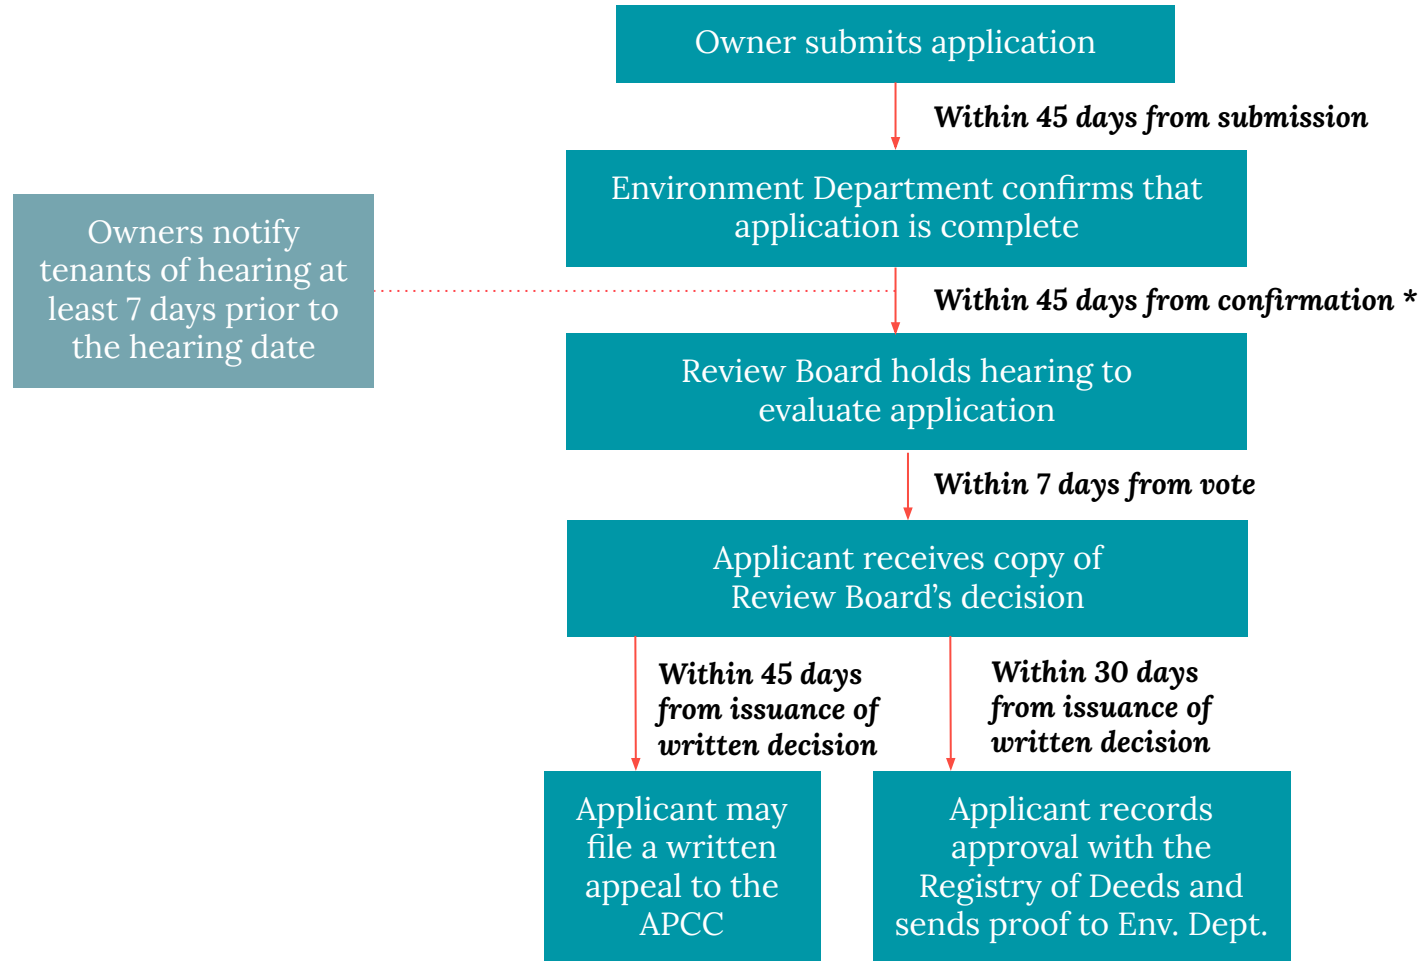 Owner submits application
Within 45 days from submission
Environment Department confirms that
application is complete
Owners notify
tenants of hearing at
least 7 days prior to
the hearing date
Within 45 days from confirmation *
Review Board holds hearing to
evaluate application
Within 7 days from vote
Applicant receives copy of
Review Board’s decision
Within 45 days
from issuance of
written decision
Within 30 days
from issuance of
written decision
Applicant may
file a written
appeal to the
APCC
Applicant records
approval with the
Registry of Deeds and
sends proof to Env. Dept.